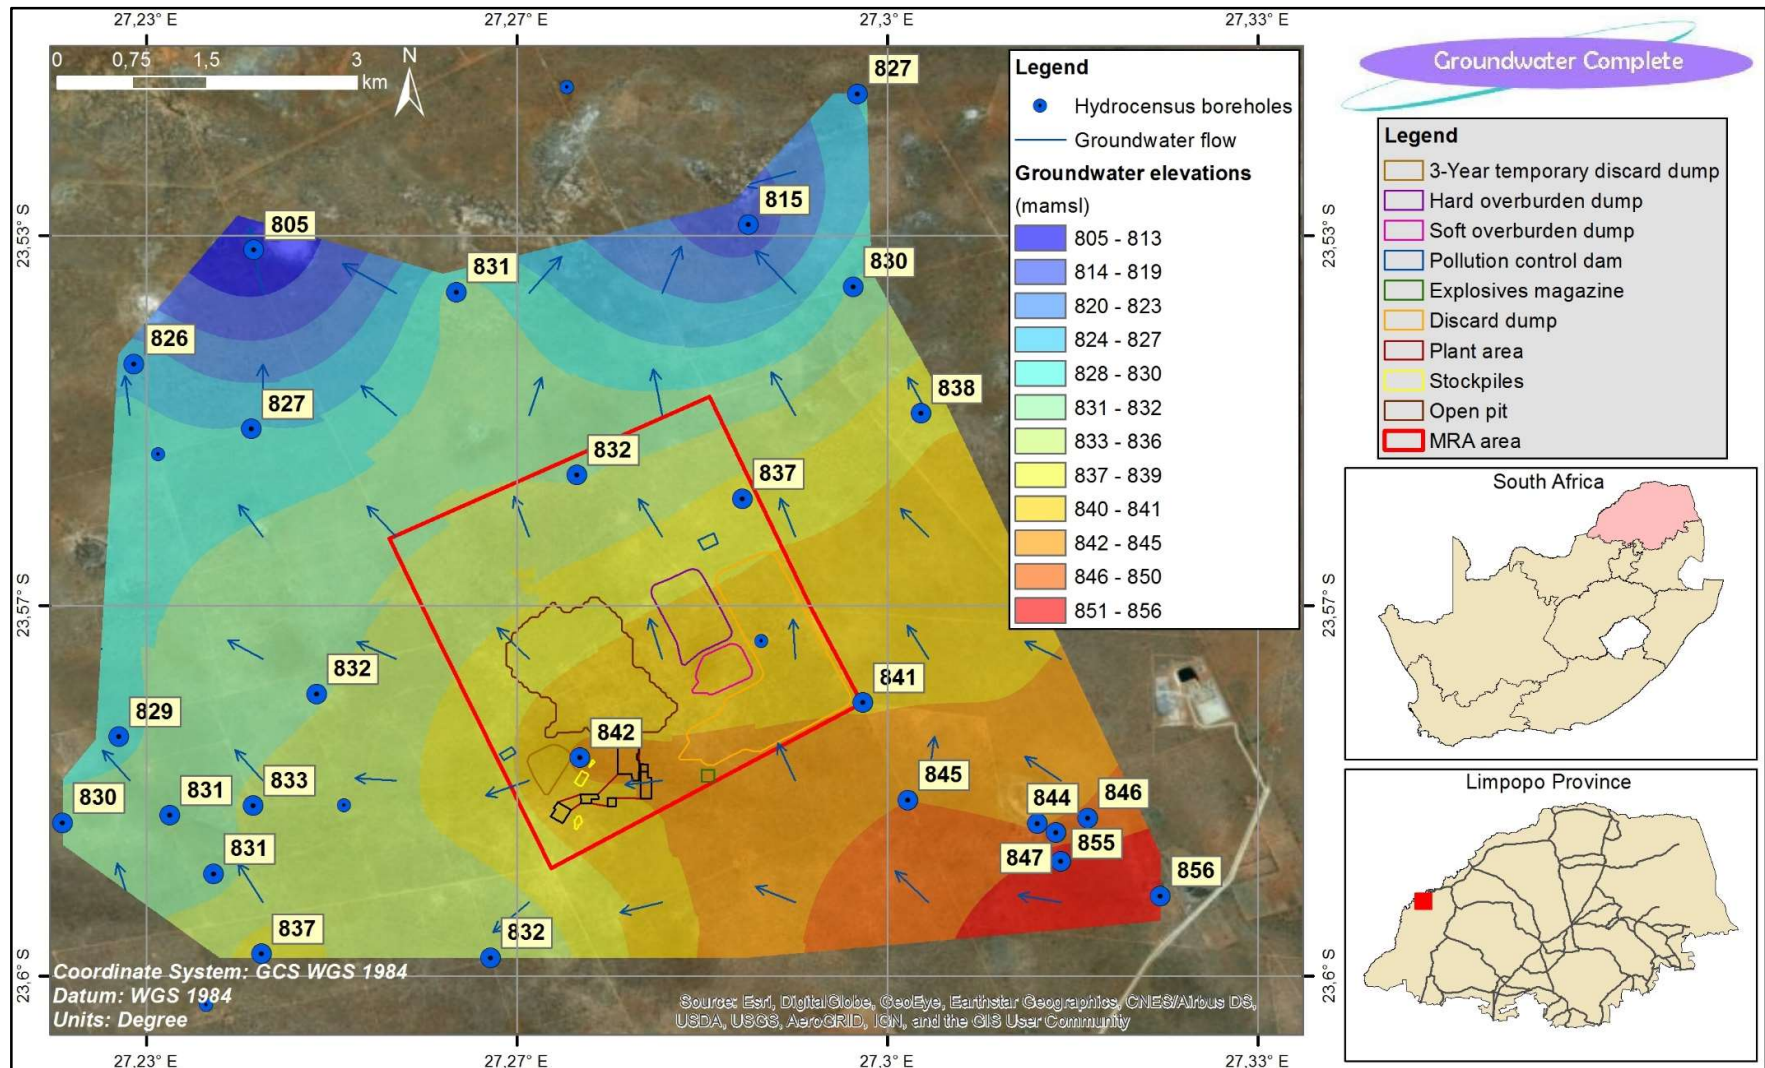 27,23° E
27,27° E
27,3° E
27,33° E
0
0,75
1,5
3
km
N
827
815
805
831
830
826
827
838
832
837
832
841
829
842
845
844
846
830
831
833
847
855
831
856
837
832
23,53° S
23,57° S
23,6° S
23,53° S
23,57° S
23,6° S
Coordinate System: GCS WGS 1984
Datum: WGS 1984
Units: Degree
Source: Esri, DigitalGlobe, GeoEye, Earthstar Geographics, CNES/Airbus DS,
USDA, USGS, AeroGRID, IGN, and the GIS User Community
27,23° E
27,27° E
27,3° E
27,33° E
Legend
Hydrocensus boreholes
Groundwater flow
Groundwater elevations
(mamsl)
805 - 813
814 - 819
820 - 823
824 - 827
828 - 830
831 - 832
833 - 836
837 - 839
840 - 841
842 - 845
846 - 850
851 - 856
Groundwater Complete
Legend
3-Year temporary discard dump
Hard overburden dump
Soft overburden dump
Pollution control dam
Explosives magazine
Discard dump
Plant area
Stockpiles
Open pit
MRA area
South Africa
Limpopo Province